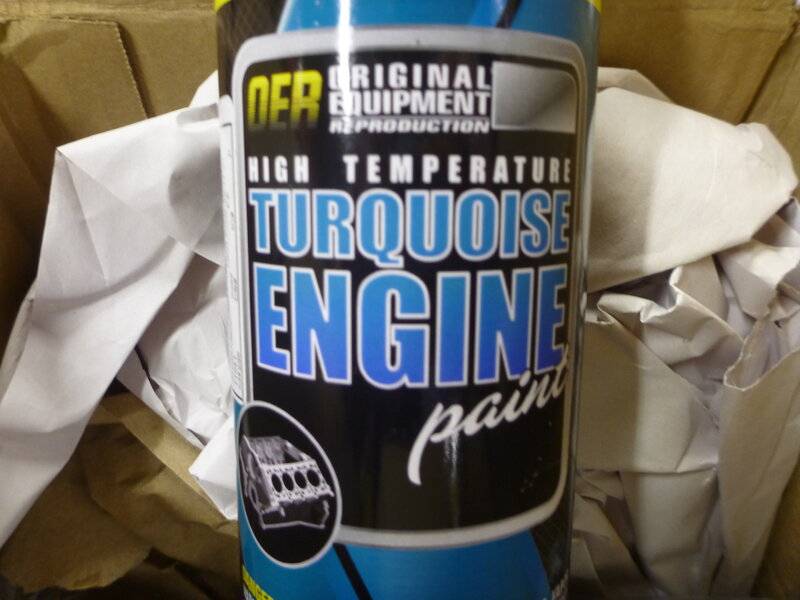 OER ORIGINAL
EQUIPMENT
REPRODUCTION
HIGH TEMPERATURE
TURQUOISE
ENGINE
paint